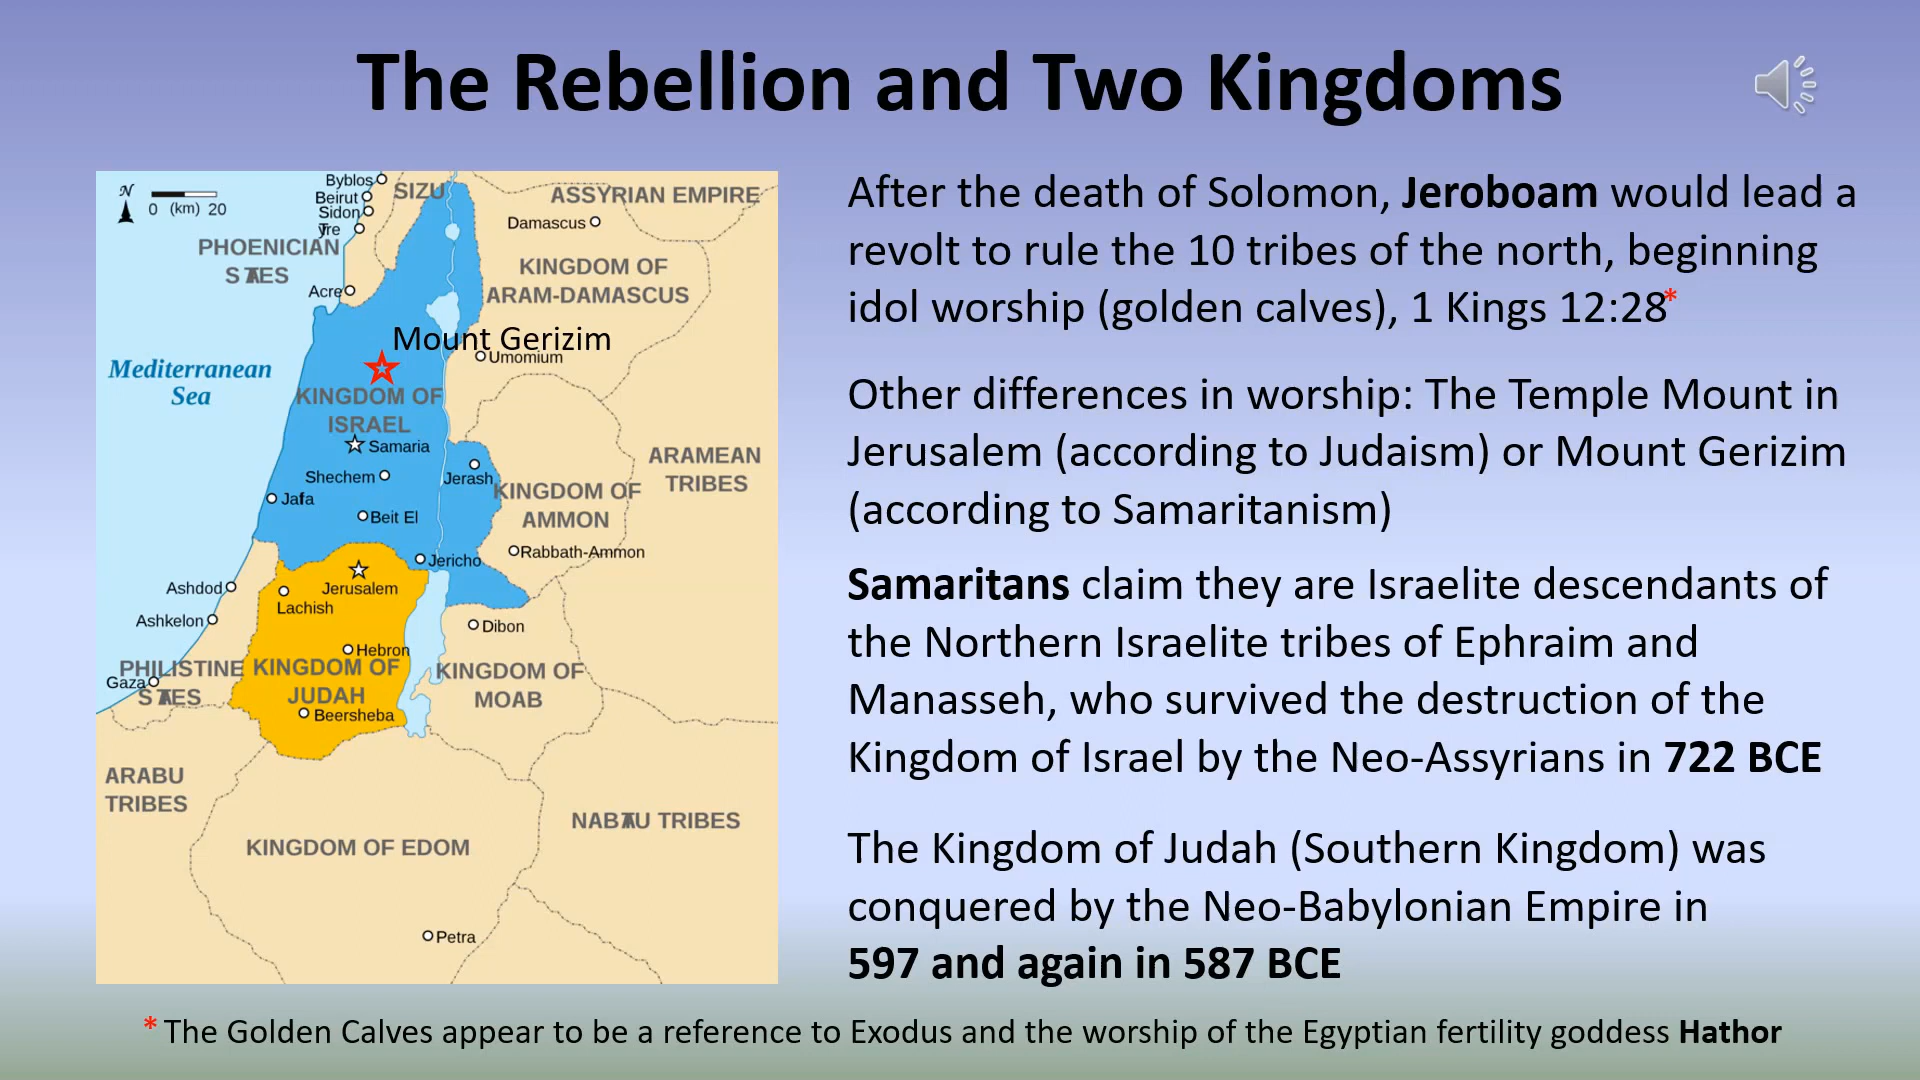 The Rebellion and Two Kingdoms
N
0 (km) 20
Byblos
Beirut
Sidon
Tyre
SIZU
ASSYRIAN EMPIRE
Damascus
PHOENICIAN
STATES
KINGDOM OF
ARAM-DAMASCUS
Acre
Mount Gerizim
Umomium
Mediterranean
Sea
KINGDOM OF
ISRAEL
Samaria
Shechem
Jerash
ARAMEAN
TRIBES
Jafa
KINGDOM OF
AMMON
Beit El
Rabbath-Ammon
Jericho
Jerusalem
Ashdod
Lachish
Ashkelon
Dibon
Hebron
PHILISTINE
STATES
Gaza
KINGDOM OF
JUDAH
KINGDOM OF
MOAB
Beersheba
ARABU
TRIBES
NABATU TRIBES
KINGDOM OF EDOM
Petra
After the death of Solomon, Jeroboam would lead a
revolt to rule the 10 tribes of the north, beginning
idol worship (golden calves), 1 Kings 12:28*
Other differences in worship: The Temple Mount in
Jerusalem (according to Judaism) or Mount Gerizim
(according to Samaritanism)
Samaritans claim they are Israelite descendants of
the Northern Israelite tribes of Ephraim and
Manasseh, who survived the destruction of the
Kingdom of Israel by the Neo-Assyrians in 722 BCE
The Kingdom of Judah (Southern Kingdom) was
conquered by the Neo-Babylonian Empire in
597 and again in 587 BCE
* The Golden Calves appear to be a reference to Exodus and the worship of the Egyptian fertility goddess Hathor